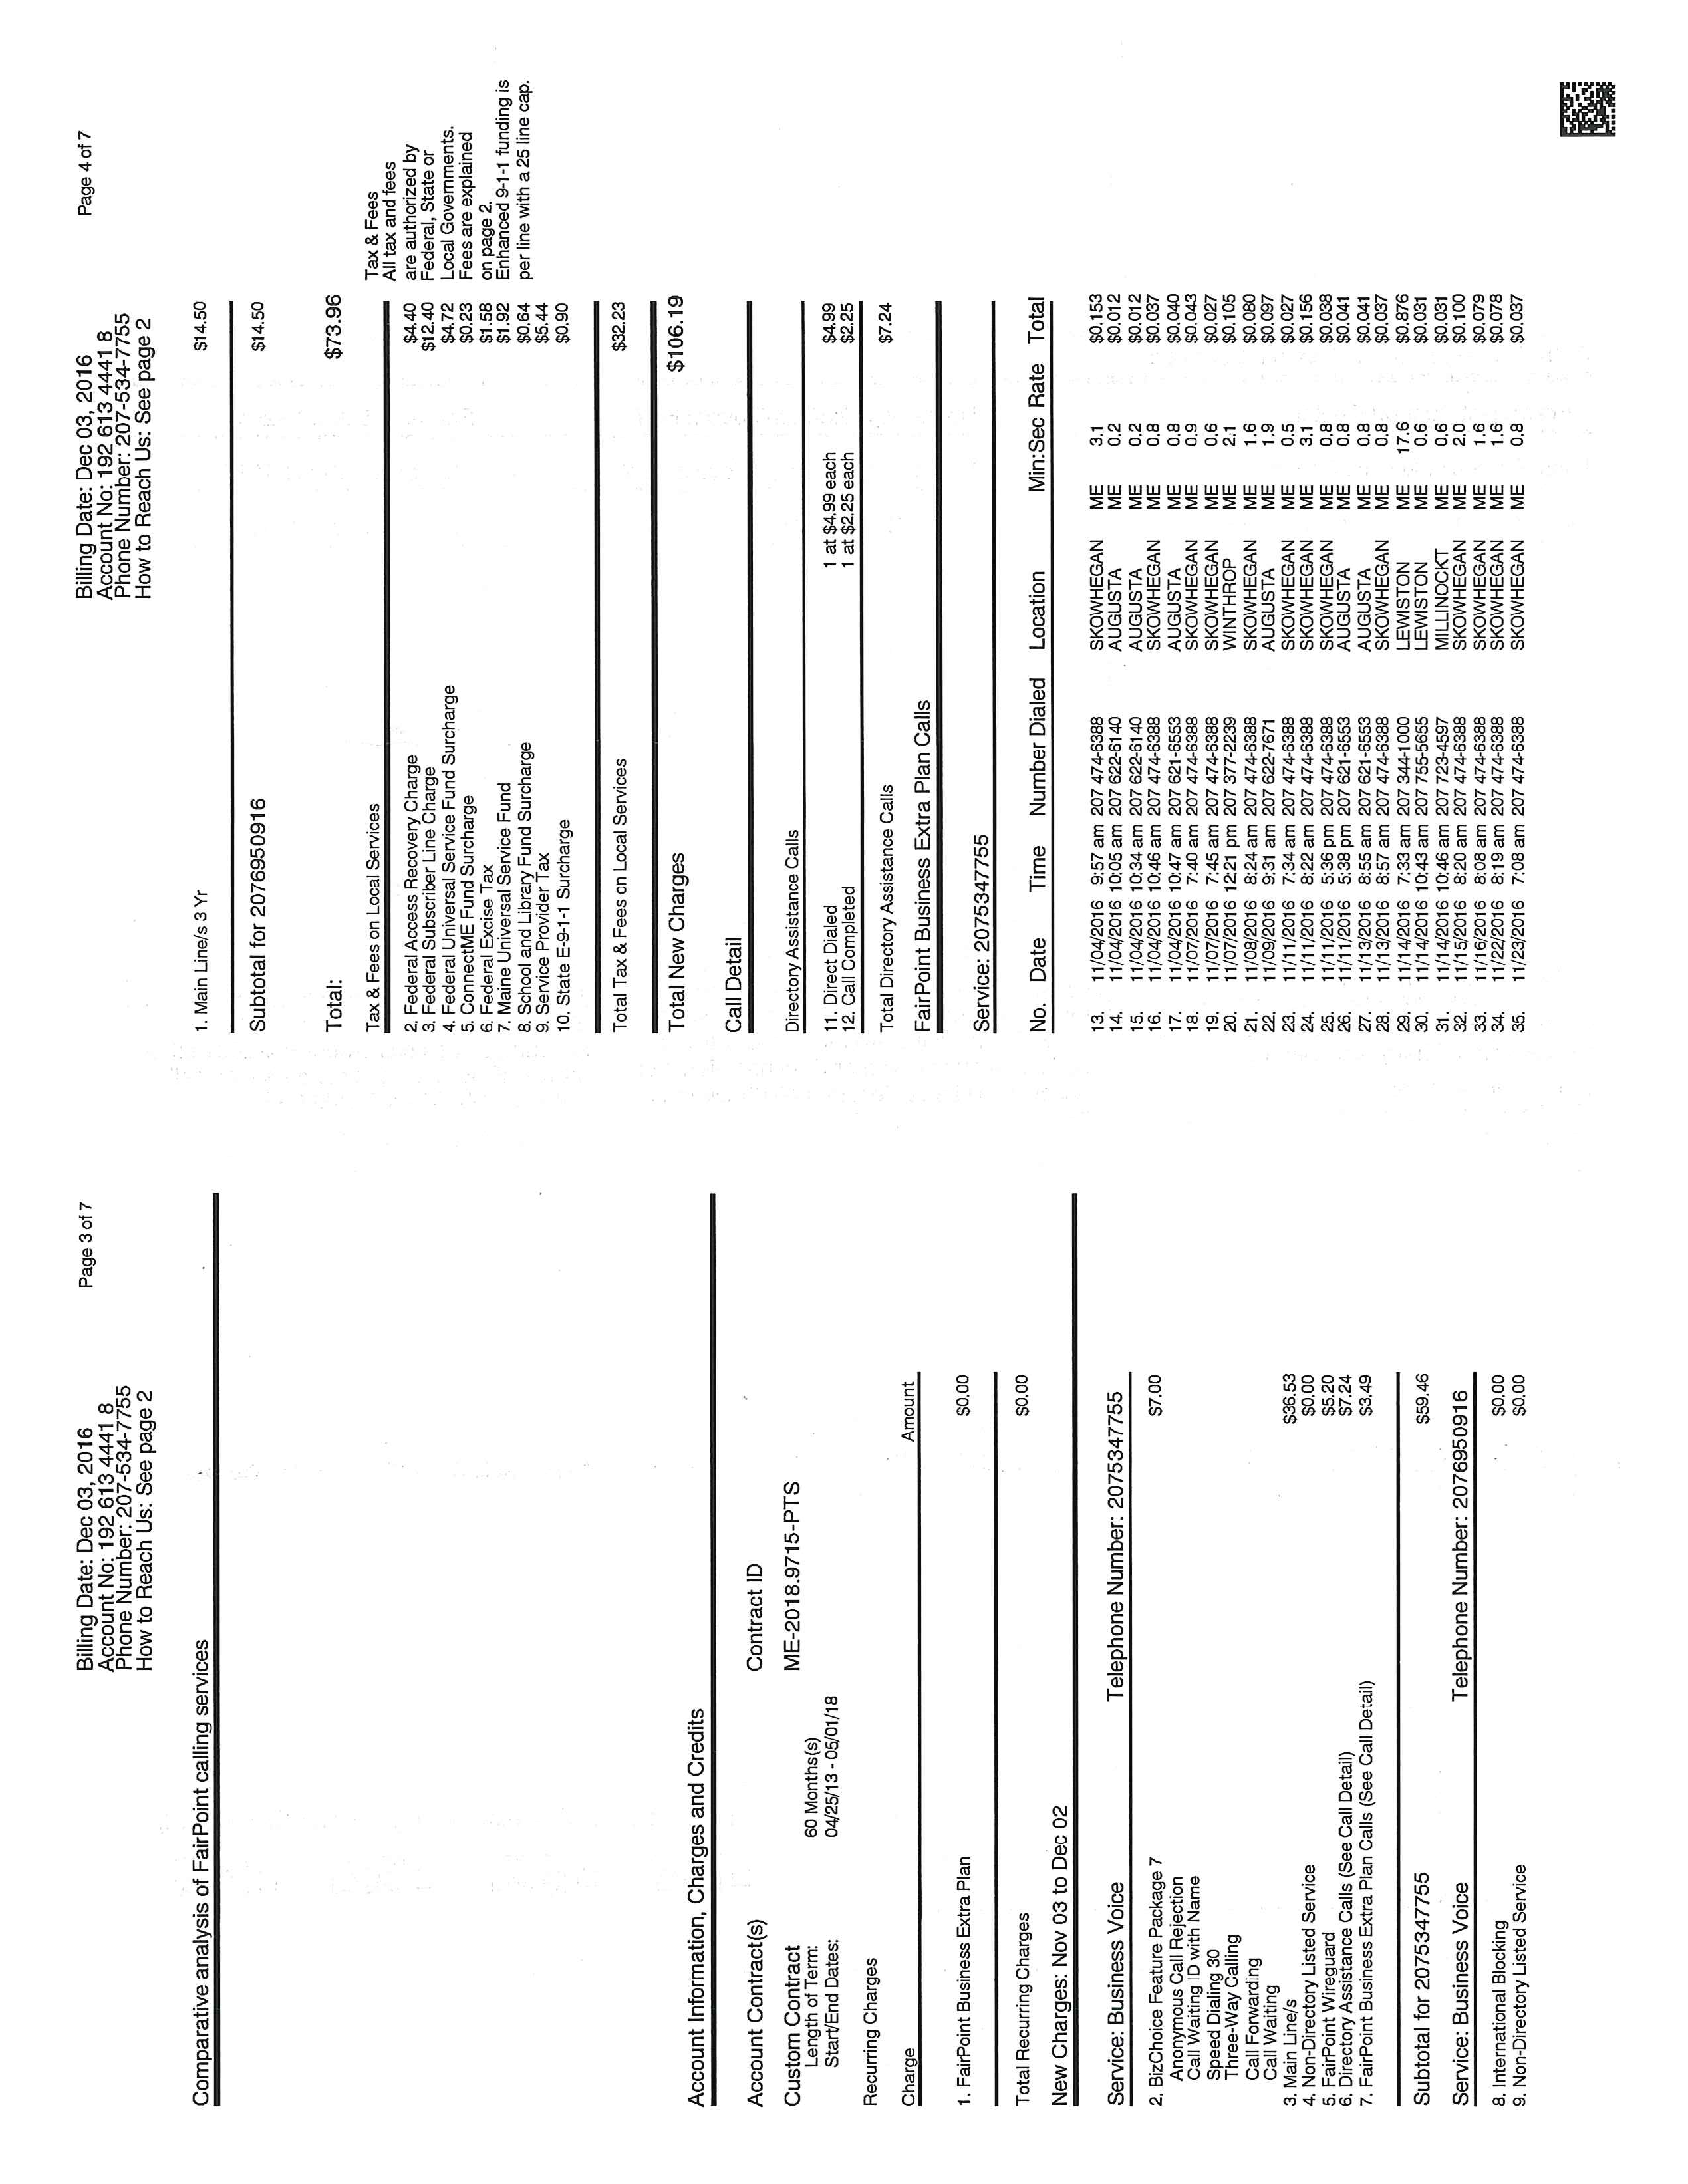 Billing Date: Dec 03, 2016 Page 3 of 7
Account No: 192 613 4441 8
Phone Number: 207-534-7755
How to Reach Us: See page 2
Comparative analysis of FairPoint calling services
Account Information, Charges and Credits
Account Contract(s) Contract ID
Custom Contract ME-2018.9715-PTS
Length of Term: 60 Months(s)
Start/End Dates: 04/25/13 - 05/01/18
Recurring Charges
Charge Amount
1. FairPoint Business Extra Plan $0.00
Total Recurring Charges $0.00
New Charges: Nov 03 to Dec 02
Service: Business Voice Telephone Number: 2075347755
2. BizChoice Feature Package 7 $7.00
Anonymous Call Rejection
Call Waiting ID with Name
Speed Dialing 30
Three-Way Calling
Call Forwarding
Call Waiting
3. Main Line/s $36.53
4. Non-Directory Listed Service $0.00
5. FairPoint Wireguard $5.20
6. Directory Assistance Calls (See Call Detail) $7.24
7. FairPoint Business Extra Plan Calls (See Call Detail) $3.49
Subtotal for 2075347755 $59.46
Service: Business Voice Telephone Number: 2076950916
8. International Blocking $0.00
9. Non-Directory Listed Service $0.00
Billing Date: Dec 03, 2016 Page 4 of 7
Account No: 192 613 4441 8
Phone Number: 207-534-7755
How to Reach Us: See page 2
1. Main Line/s 3 Yr $14.50
Subtotal for 2076950916 $14.50
Total: $73.96
Tax & Fees on Local Services
2. Federal Access Recovery Charge $4.40
3. Federal Subscriber Line Charge $12.40
4. Federal Universal Service Fund Surcharge $4.72
5. ConnectME Fund Surcharge $0.23
6. Federal Excise Tax $1.58
7. Maine Universal Service Fund $1.92
8. School and Library Fund Surcharge $0.64
9. Service Provider Tax $5.44
10. State E-9-1-1 Surcharge $0.90
Tax & Fees
All tax and fees
are authorized by
Federal, State or
Local Governments.
Fees are explained
on page 2.
Enhanced 9-1-1 funding is
per line with a 25 line cap.
Total Tax & Fees on Local Services $32.23
Total New Charges $106.19
Call Detail
Directory Assistance Calls
11. Direct Dialed 1 at $4.99 each $4.99
12. Call Completed 1 at $2.25 each $2.25
Total Directory Assistance Calls $7.24
FairPoint Business Extra Plan Calls
Service: 2075347755
No. Date Time Number Dialed Location Min:Sec Rate Total
13. 11/04/2016 9:57 am 207 474-6388 SKOWHEGAN ME 3.1 $0.153
14. 11/04/2016 10:05 am 207 622-6140 AUGUSTA ME 0.2 $0.012
15. 11/04/2016 10:34 am 207 622-6140 AUGUSTA ME 0.2 $0.012
16. 11/04/2016 10:46 am 207 474-6388 SKOWHEGAN ME 0.8 $0.037
17. 11/04/2016 10:47 am 207 621-6553 AUGUSTA ME 0.8 $0.040
18. 11/07/2016 7:40 am 207 474-6388 SKOWHEGAN ME 0.9 $0.043
19. 11/07/2016 7:45 am 207 474-6388 SKOWHEGAN ME 0.6 $0.027
20. 11/07/2016 12:21 pm 207 377-2239 WINTHROP ME 2.1 $0.105
21. 11/08/2016 8:24 am 207 474-6388 SKOWHEGAN ME 1.6 $0.080
22. 11/09/2016 9:31 am 207 622-7671 AUGUSTA ME 1.9 $0.097
23. 11/11/2016 7:34 am 207 474-6388 SKOWHEGAN ME 0.5 $0.027
24. 11/11/2016 8:22 am 207 474-6388 SKOWHEGAN ME 3.1 $0.156
25. 11/11/2016 5:36 pm 207 474-6388 SKOWHEGAN ME 0.8 $0.038
26. 11/11/2016 5:38 pm 207 621-6553 AUGUSTA ME 0.8 $0.041
27. 11/13/2016 8:55 am 207 621-6553 AUGUSTA ME 0.8 $0.041
28. 11/13/2016 8:57 am 207 474-6388 SKOWHEGAN ME 0.8 $0.037
29. 11/14/2016 7:33 am 207 344-1000 LEWISTON ME 17.6 $0.876
30. 11/14/2016 10:43 am 207 755-5655 LEWISTON ME 0.6 $0.031
31. 11/14/2016 10:46 am 207 723-4597 MILLINOCKT ME 0.6 $0.031
32. 11/15/2016 8:20 am 207 474-6388 SKOWHEGAN ME 2.0 $0.100
33. 11/16/2016 8:08 am 207 474-6388 SKOWHEGAN ME 1.6 $0.079
34. 11/22/2016 8:19 am 207 474-6388 SKOWHEGAN ME 1.6 $0.078
35. 11/23/2016 7:08 am 207 474-6388 SKOWHEGAN ME 0.8 $0.037